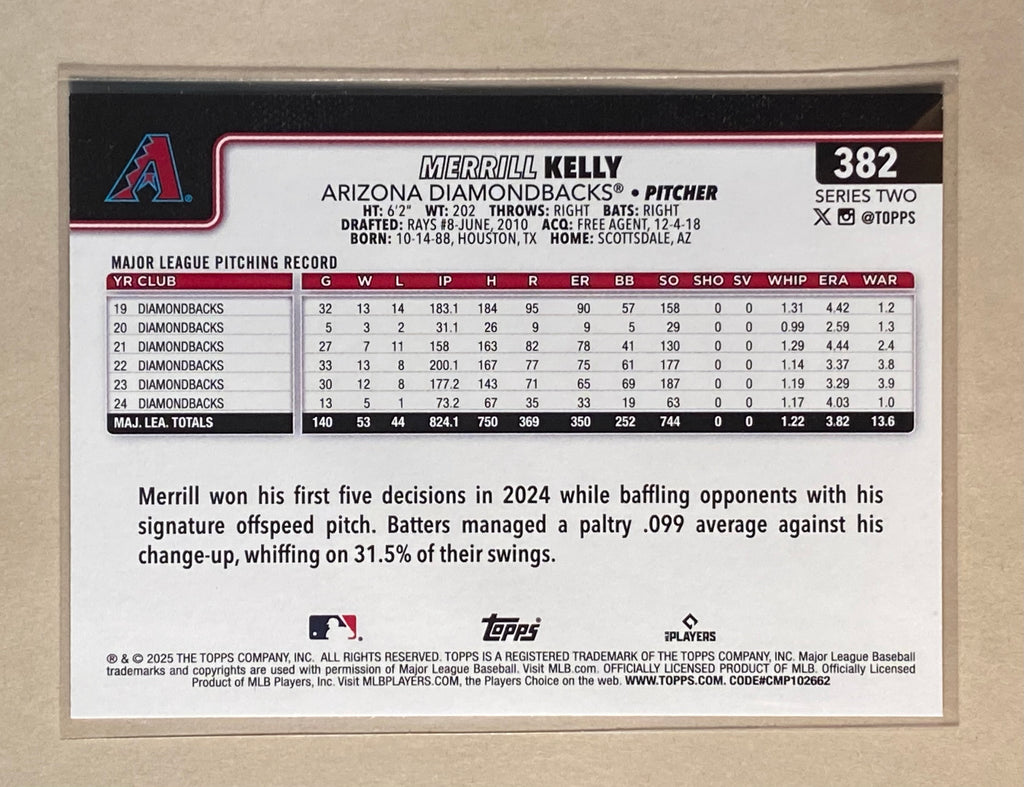 MERRILL KELLY
382
ARIZONA DIAMONDBACKS® • PITCHER
SERIES TWO
HT: 6'2" WT: 202 THROWS: RIGHT BATS: RIGHT
@TOPPS
DRAFTED: RAYS #8-JUNE, 2010 ACQ: FREE AGENT, 12-4-18
BORN: 10-14-88, HOUSTON, TX HOME: SCOTTSDALE, AZ
MAJOR LEAGUE PITCHING RECORD
YR CLUB G W L IP H R ER BB SO SHO SV WHIP ERA WAR
19 DIAMONDBACKS 32 13 14 183.1 184 95 90 57 158 0 0 1.31 4.42 1.2
20 DIAMONDBACKS 5 3 2 31.1 26 9 9 5 29 0 0 0.99 2.59 1.3
21 DIAMONDBACKS 27 7 11 158 163 82 78 41 130 0 0 1.29 4.44 2.4
22 DIAMONDBACKS 33 13 8 200.1 167 77 75 61 177 0 0 1.14 3.37 3.8
23 DIAMONDBACKS 30 12 8 177.2 143 71 65 69 187 0 0 1.19 3.29 3.9
24 DIAMONDBACKS 13 5 1 73.2 67 35 33 19 63 0 0 1.17 4.03 1.0
MAJ. LEA. TOTALS 140 53 44 824.1 750 369 350 252 744 0 0 1.22 3.82 13.6
Merrill won his first five decisions in 2024 while baffling opponents with his
signature offspeed pitch. Batters managed a paltry .099 average against his
change-up, whiffing on 31.5% of their swings.
Topps® PLAYERS
® & © 2025 THE TOPPS COMPANY, INC. ALL RIGHTS RESERVED. TOPPS IS A REGISTERED TRADEMARK OF THE TOPPS COMPANY, INC. Major League Baseball
trademarks and copyrights are used with permission of Major League Baseball. Visit MLB.com. OFFICIALLY LICENSED PRODUCT OF MLB. Officially Licensed
Product of MLB Players, Inc. Visit MLBPLAYERS.COM, the Players Choice on the web. WWW.TOPPS.COM. CODE#CMP102662